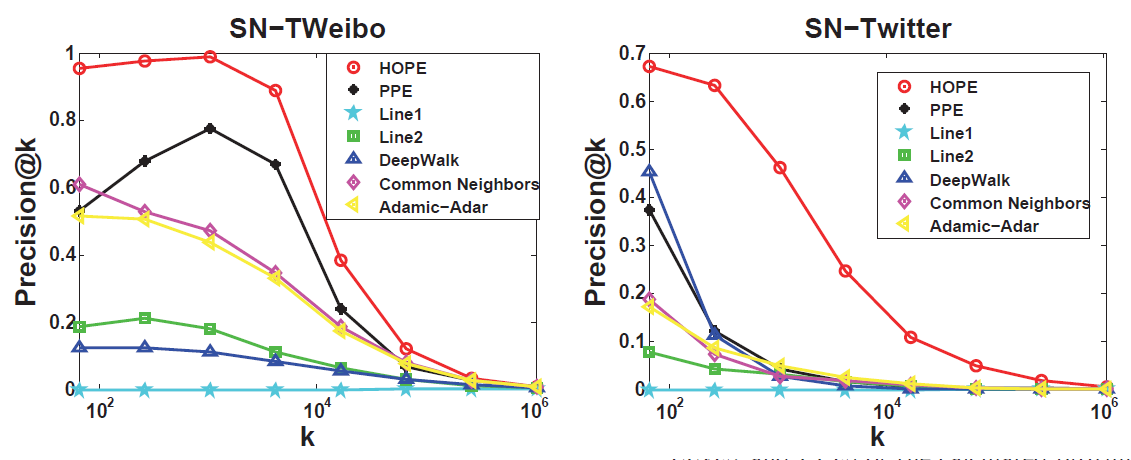 SN-TWeibo
Precision@k
1
0.8
0.6
0.4
0.2
0
10^2
10^4
10^6
k
HOPE
PPE
Line1
Line2
DeepWalk
Common Neighbors
Adamic-Adar
SN-Twitter
Precision@k
0.7
0.6
0.5
0.4
0.3
0.2
0.1
0
10^2
10^4
10^6
k
HOPE
PPE
Line1
Line2
DeepWalk
Common Neighbors
Adamic-Adar